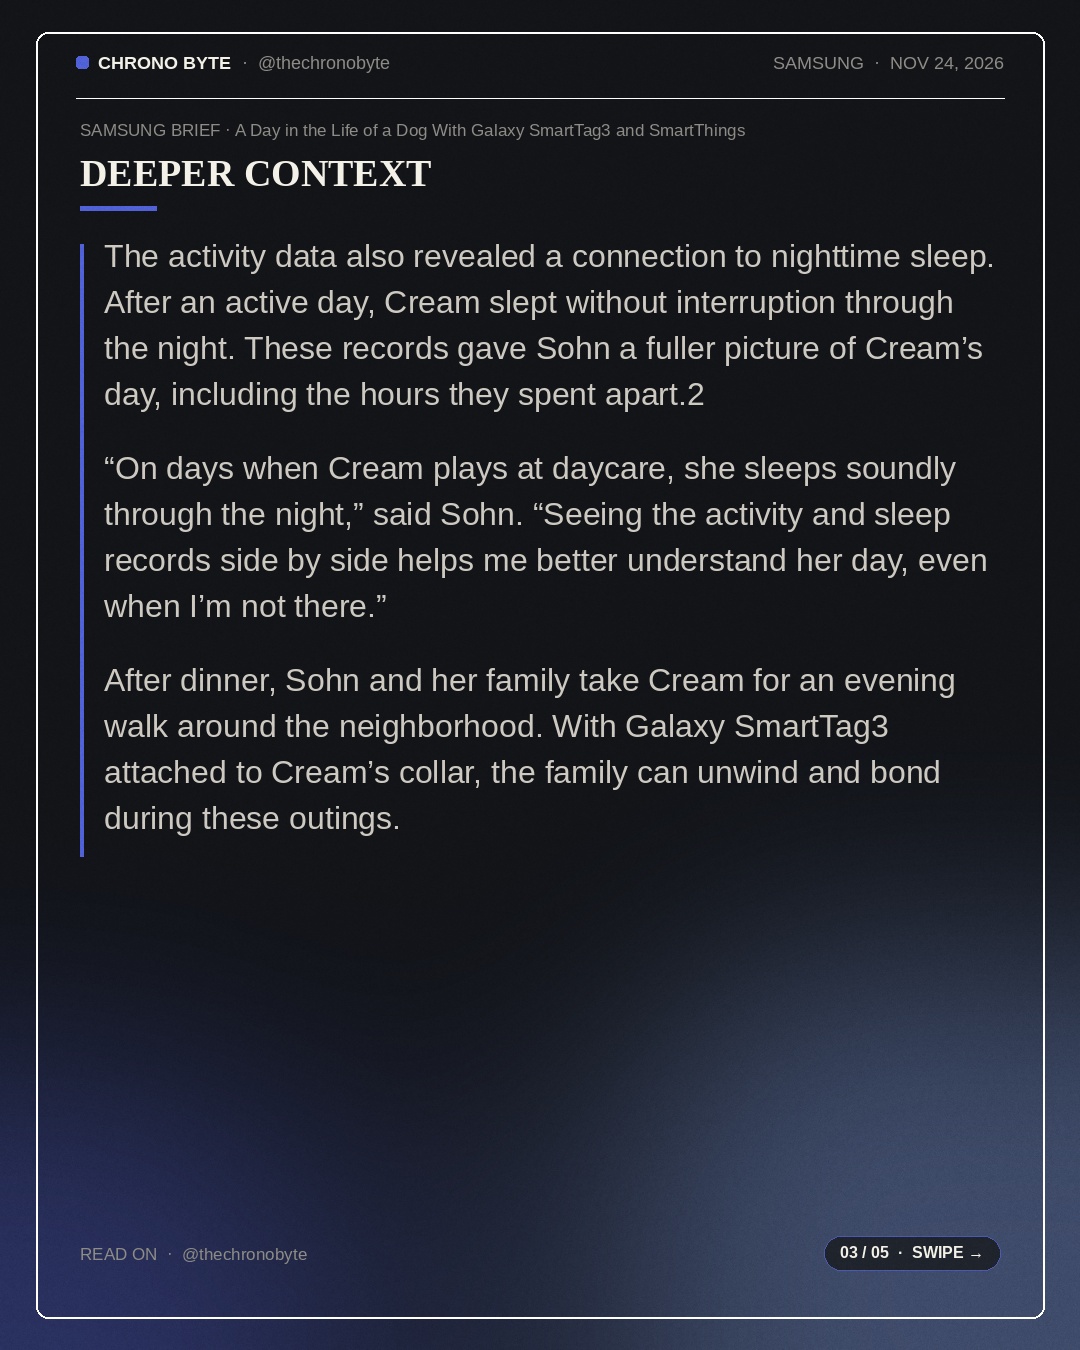 CHRONO BYTE · @thechronobyte
SAMSUNG · NOV 24, 2026
SAMSUNG BRIEF · A Day in the Life of a Dog With Galaxy SmartTag3 and SmartThings
DEEPER CONTEXT
The activity data also revealed a connection to nighttime sleep.
After an active day, Cream slept without interruption through
the night. These records gave Sohn a fuller picture of Cream’s
day, including the hours they spent apart.2
“On days when Cream plays at daycare, she sleeps soundly
through the night,” said Sohn. “Seeing the activity and sleep
records side by side helps me better understand her day, even
when I’m not there.”
After dinner, Sohn and her family take Cream for an evening
walk around the neighborhood. With Galaxy SmartTag3
attached to Cream’s collar, the family can unwind and bond
during these outings.
READ ON · @thechronobyte
03 / 05 · SWIPE →